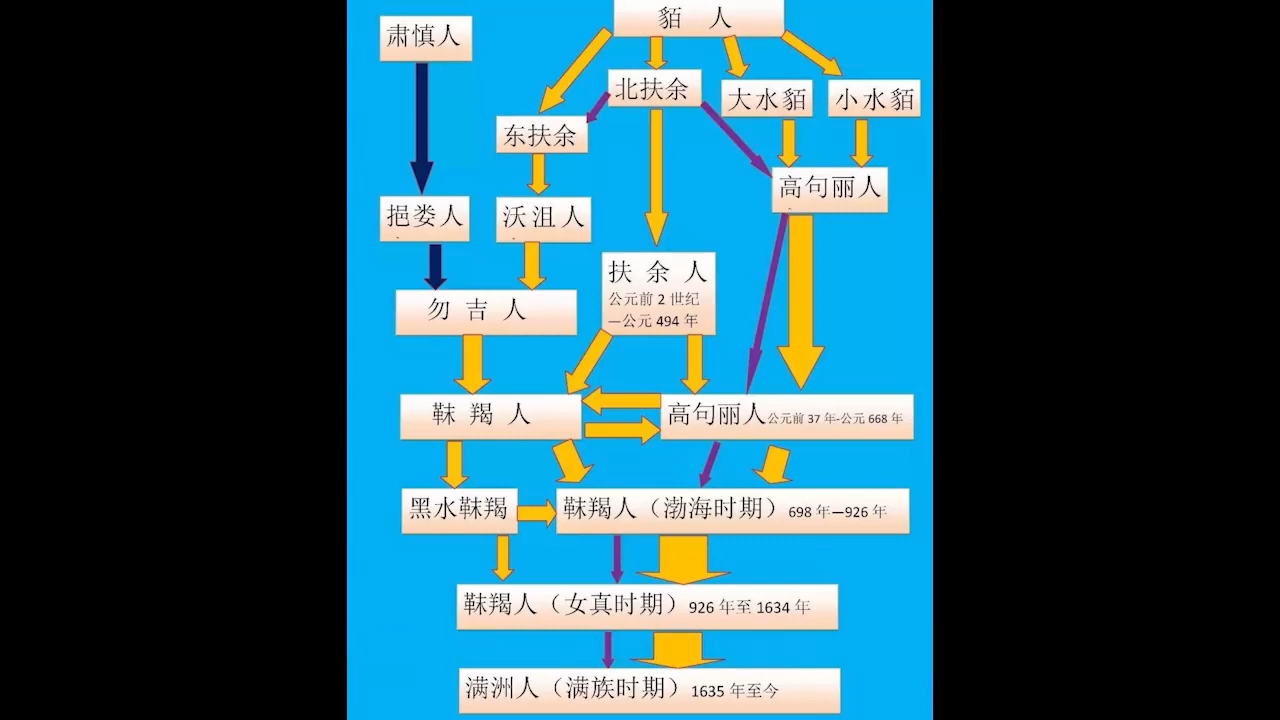 貊 人
肃慎人
北扶余
大水貊
小水貊
东扶余
高句丽人
挹娄人
沃沮人
扶 余 人
公元前 2 世纪
—公元 494 年
勿 吉 人
靺 羯 人
高句丽人公元前 37 年-公元 668 年
黑水靺羯
靺羯人（渤海时期）698 年—926 年
靺羯人（女真时期）926 年至 1634 年
满洲人（满族时期）1635 年至今